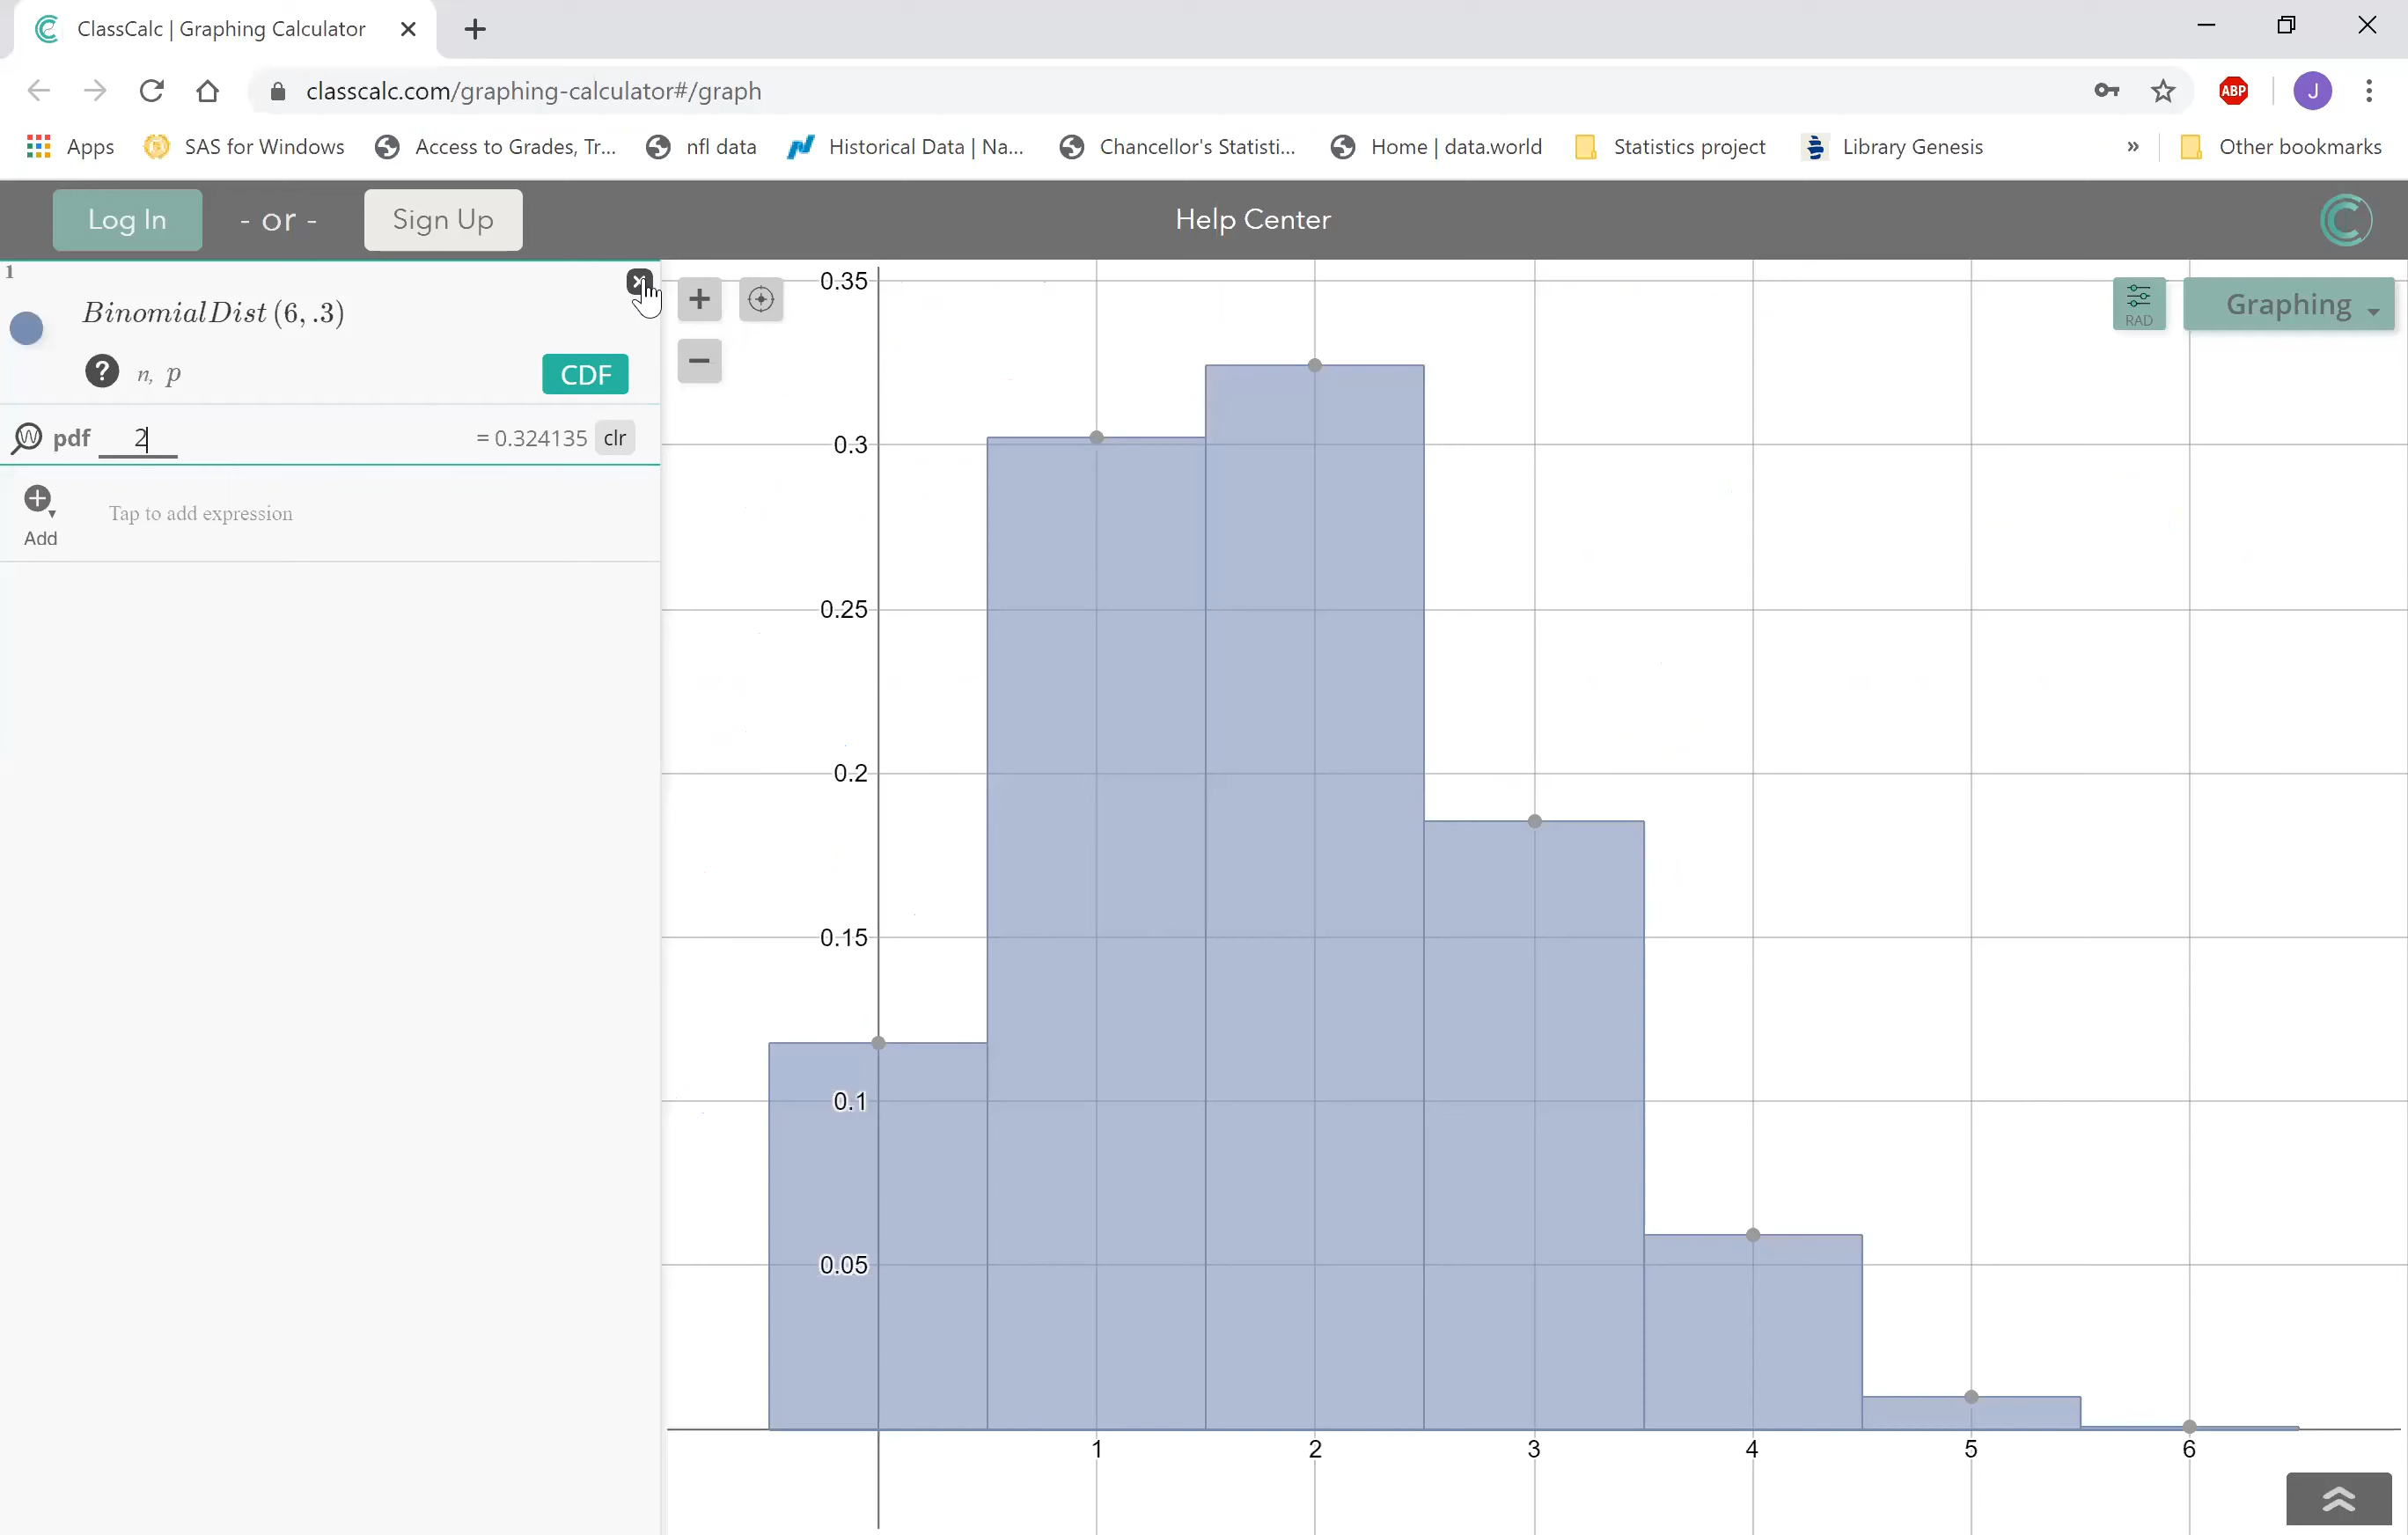 ClassCalc | Graphing Calculator
classcalc.com/graphing-calculator#/graph
ABP
J
Apps
SAS for Windows
Access to Grades, Tr...
nfl data
Historical Data | Na...
Chancellor's Statisti...
Home | data.world
Statistics project
Library Genesis
»
Other bookmarks
Log In
- or -
Sign Up
Help Center
1
BinomialDist (6, .3)
? n, p
CDF
pdf 2
= 0.324135 clr
Add
Tap to add expression
RAD
Graphing
0.35
0.3
0.25
0.2
0.15
0.1
0.05
1 2 3 4 5 6